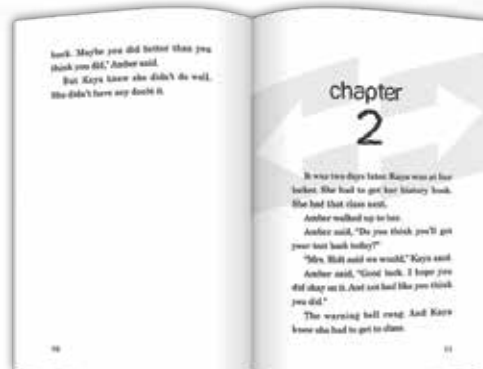 back. Maybe you did better than you
think you did," Amber said.
But Kaya knew she didn't do well.
She didn't have any doubt it.
chapter
2
It was two days later. Kaya was at her
locker. She had to get her history book.
She had that class next.
Amber walked up to her.
Amber said, "Do you think you'll get
your test back today?"
"Mrs. Holt said we would," Kaya said.
Amber said, "Good luck. I hope you
did okay on it. And not bad like you think
you did."
The warning bell rang. And Kaya
knew she had to get to class.
11